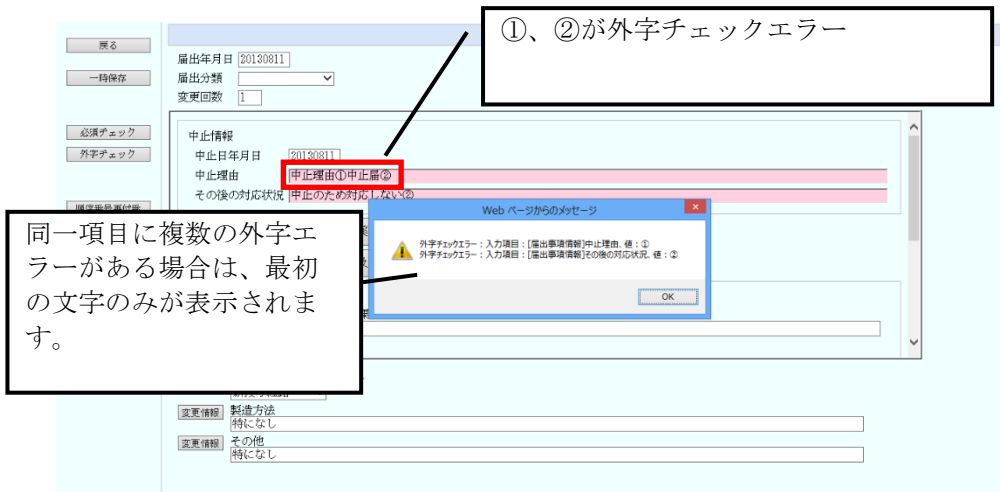 ①、②が外字チェックエラー
戻る
一時保存
届出年月日 20130811
届出分類
変更回数 1
必須チェック
外字チェック
中止情報
中止日年月日 20130811
中止理由 中止理由①中止届②
その後の対応状況 中止のため対応しない②
同一項目に複数の外字エ
ラーがある場合は、最初
の文字のみが表示されま
す。
Web ページからのメッセージ
外字チェックエラー：入力項目：[届出事項情報]中止理由、値：①
外字チェックエラー：入力項目：[届出事項情報]その後の対応状況、値：②
OK
変更情報 製造方法
特になし
変更情報 その他
特になし